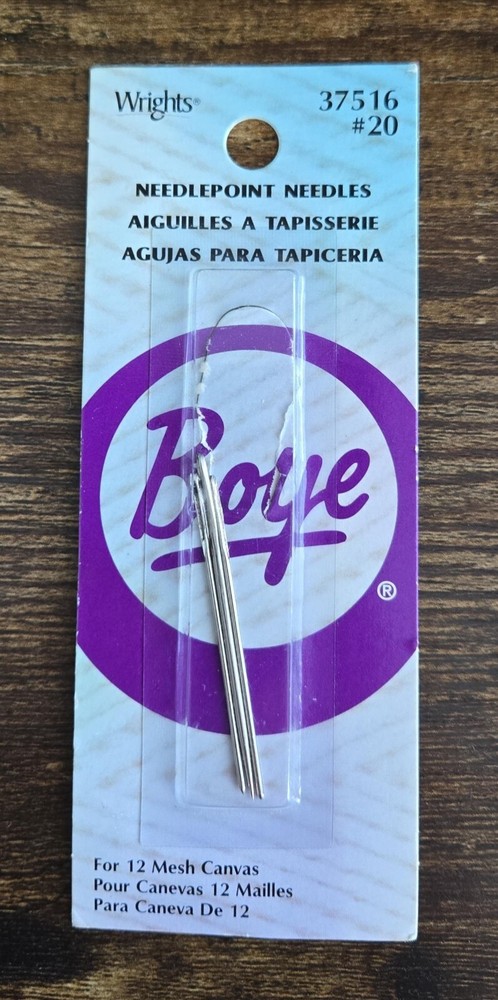 Wrights®
37516
#20
NEEDLEPOINT NEEDLES
AIGUILLES A TAPISSERIE
AGUJAS PARA TAPICERIA
Boye
®
For 12 Mesh Canvas
Pour Canevas 12 Mailles
Para Caneva De 12